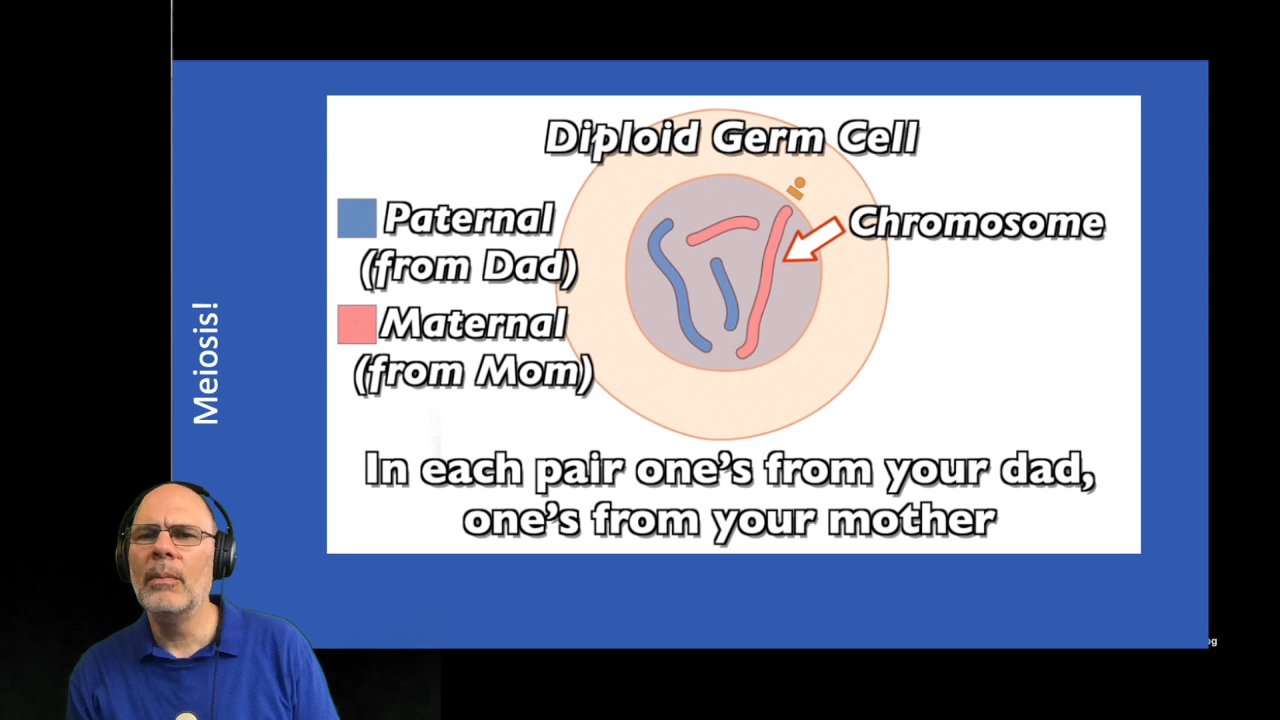 Diploid Germ Cell
Paternal
(from Dad)
Chromosome
Maternal
(from Mom)
Meiosis!
In each pair one's from your dad,
one's from your mother